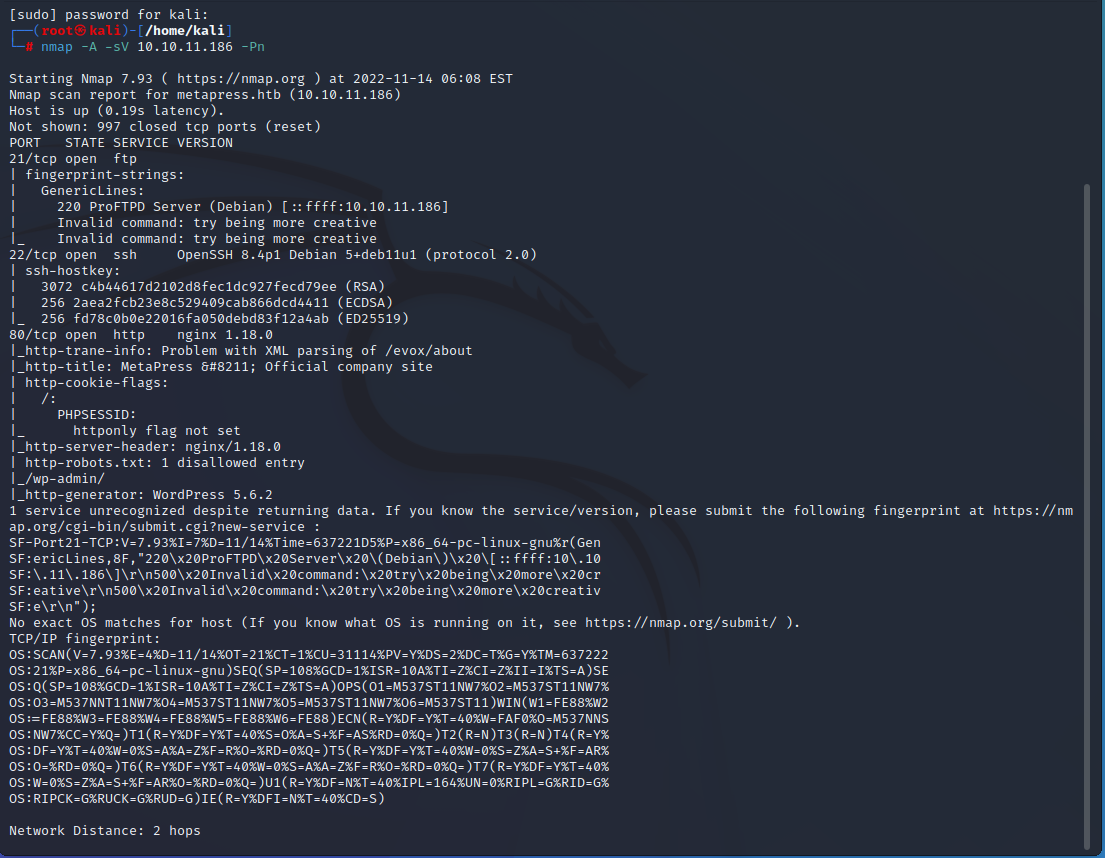 [sudo] password for kali:
┌──(root㉿kali)-[/home/kali]
└─# nmap -A -sV 10.10.11.186 -Pn
Starting Nmap 7.93 ( https://nmap.org ) at 2022-11-14 06:08 EST
Nmap scan report for metapress.htb (10.10.11.186)
Host is up (0.19s latency).
Not shown: 997 closed tcp ports (reset)
PORT   STATE SERVICE VERSION
21/tcp open  ftp
| fingerprint-strings:
|   GenericLines:
|     220 ProFTPD Server (Debian) [::ffff:10.10.11.186]
|     Invalid command: try being more creative
|_    Invalid command: try being more creative
22/tcp open  ssh     OpenSSH 8.4p1 Debian 5+deb11u1 (protocol 2.0)
| ssh-hostkey:
|   3072 c4b44617d2102d8fec1dc927fecd79ee (RSA)
|   256 2aea2fcb23e8c529409cab866dcd4411 (ECDSA)
|_  256 fd78c0b0e22016fa050debd83f12a4ab (ED25519)
80/tcp open  http    nginx 1.18.0
|_http-trane-info: Problem with XML parsing of /evox/about
|_http-title: MetaPress &#8211; Official company site
| http-cookie-flags:
|   /:
|     PHPSESSID:
|_      httponly flag not set
|_http-server-header: nginx/1.18.0
| http-robots.txt: 1 disallowed entry
|_/wp-admin/
|_http-generator: WordPress 5.6.2
1 service unrecognized despite returning data. If you know the service/version, please submit the following fingerprint at https://nm
ap.org/cgi-bin/submit.cgi?new-service :
SF-Port21-TCP:V=7.93%I=7%D=11/14%Time=637221D5%P=x86_64-pc-linux-gnu%r(Gen
SF:ericLines,8F,"220\x20ProFTPD\x20Server\x20\(Debian\)\x20\[::ffff:10\.10
SF:\.11\.186\]\r\n500\x20Invalid\x20command:\x20try\x20being\x20more\x20cr
SF:eative\r\n500\x20Invalid\x20command:\x20try\x20being\x20more\x20creativ
SF:e\r\n");
No exact OS matches for host (If you know what OS is running on it, see https://nmap.org/submit/ ).
TCP/IP fingerprint:
OS:SCAN(V=7.93%E=4%D=11/14%OT=21%CT=1%CU=31114%PV=Y%DS=2%DC=T%G=Y%TM=637222
OS:21%P=x86_64-pc-linux-gnu)SEQ(SP=108%GCD=1%ISR=10A%TI=Z%CI=Z%II=I%TS=A)SE
OS:Q(SP=108%GCD=1%ISR=10A%TI=Z%CI=Z%TS=A)OPS(O1=M537ST11NW7%O2=M537ST11NW7%
OS:O3=M537NNT11NW7%O4=M537ST11NW7%O5=M537ST11NW7%O6=M537ST11)WIN(W1=FE88%W2
OS:=FE88%W3=FE88%W4=FE88%W5=FE88%W6=FE88)ECN(R=Y%DF=Y%T=40%W=FAF0%O=M537NNS
OS:NW7%CC=Y%Q=)T1(R=Y%DF=Y%T=40%S=O%A=S+%F=AS%RD=0%Q=)T2(R=N)T3(R=N)T4(R=Y%
OS:DF=Y%T=40%W=0%S=A%A=Z%F=R%O=%RD=0%Q=)T5(R=Y%DF=Y%T=40%W=0%S=Z%A=S+%F=AR%
OS:O=%RD=0%Q=)T6(R=Y%DF=Y%T=40%W=0%S=A%A=Z%F=R%O=%RD=0%Q=)T7(R=Y%DF=Y%T=40%
OS:W=0%S=Z%A=S+%F=AR%O=%RD=0%Q=)U1(R=Y%DF=N%T=40%IPL=164%UN=0%RIPL=G%RID=G%
OS:RIPCK=G%RUCK=G%RUD=G)IE(R=Y%DFI=N%T=40%CD=S)
Network Distance: 2 hops